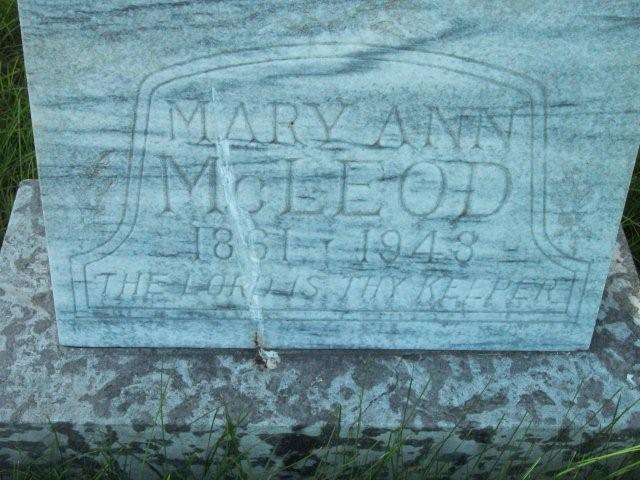 MARY ANN
McLEOD
1861 - 1948
THE LORD IS THY KEEPER